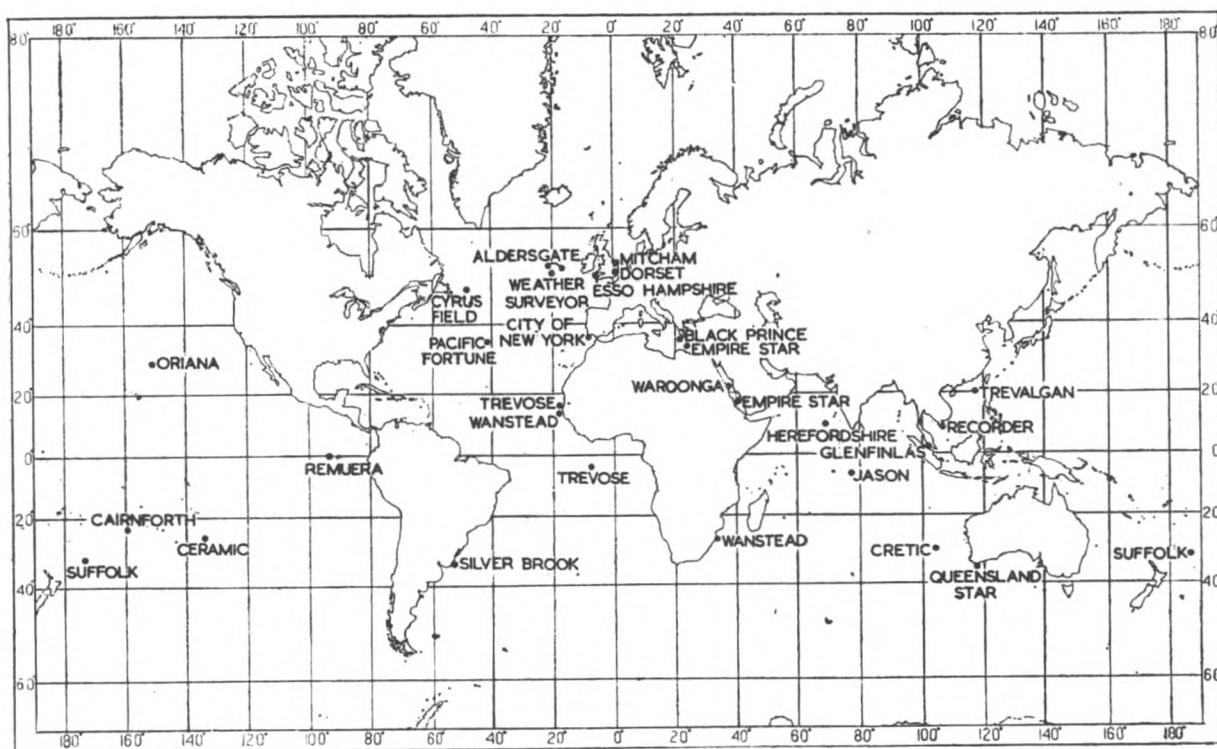 180° 160° 140° 120° 100° 80° 60° 40° 20° 0° 20° 40° 60° 80° 100° 120° 140° 160° 180°
80° 80°
60° 60°
ALDERSGATE
MITCHAM
DORSET
WEATHER
SURVEYOR
ESSO HAMPSHIRE
CYRUS
FIELD
CITY OF
NEW YORK
40° 40°
PACIFIC
FORTUNE
BLACK PRINCE
EMPIRE STAR
ORIANA
WAROONGA
TREVALGAN
20° 20°
TREVOSE
WANSTEAD
EMPIRE STAR
HEREFORDSHIRE
RECORDER
GLENFINLAS
0° 0°
REMUERA
TREVOSE
JASON
20° 20°
CAIRNFORTH
CERAMIC
WANSTEAD
CRETIC
SUFFOLK
SUFFOLK
SILVER BROOK
QUEENSLAND
STAR
40° 40°
60° 60°
180° 160° 140° 120° 100° 80° 60° 40° 20° 0° 20° 40° 60° 80° 100° 120° 140° 160° 180°